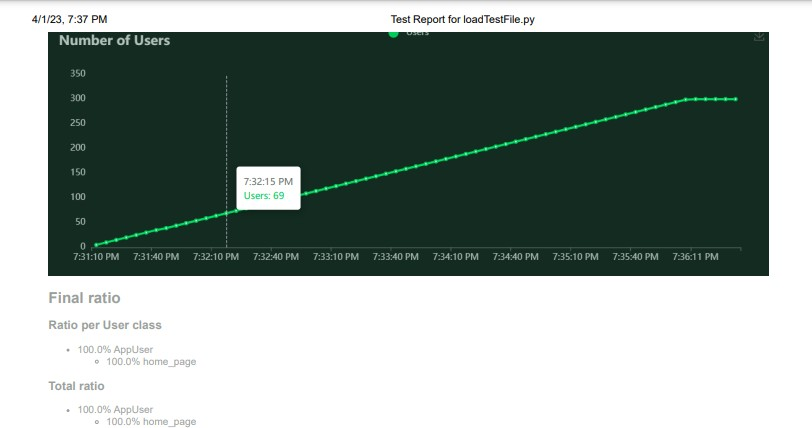 4/1/23, 7:37 PM
Test Report for loadTestFile.py
Number of Users
Users
350
300
250
200
150
100
50
0
7:32:15 PM
Users: 69
7:31:10 PM 7:31:40 PM 7:32:10 PM 7:32:40 PM 7:33:10 PM 7:33:40 PM 7:34:10 PM 7:34:40 PM 7:35:10 PM 7:35:40 PM 7:36:11 PM
Final ratio
Ratio per User class
100.0% AppUser
100.0% home_page
Total ratio
100.0% AppUser
100.0% home_page